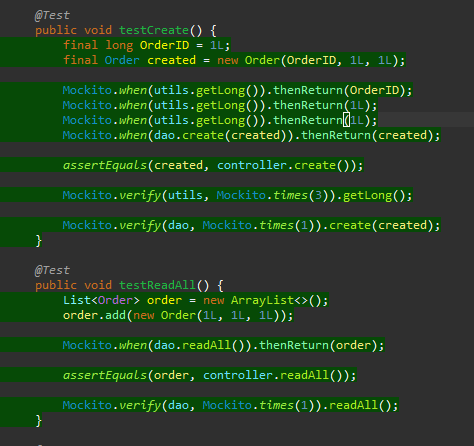 @Test
public void testCreate() {
final long OrderID = 1L;
final Order created = new Order(OrderID, 1L, 1L);
Mockito.when(utils.getLong()).thenReturn(OrderID);
Mockito.when(utils.getLong()).thenReturn(1L);
Mockito.when(utils.getLong()).thenReturn(1L);
Mockito.when(dao.create(created)).thenReturn(created);
assertEquals(created, controller.create());
Mockito.verify(utils, Mockito.times(3)).getLong();
Mockito.verify(dao, Mockito.times(1)).create(created);
}
@Test
public void testReadAll() {
List<Order> order = new ArrayList<>();
order.add(new Order(1L, 1L, 1L));
Mockito.when(dao.readAll()).thenReturn(order);
assertEquals(order, controller.readAll());
Mockito.verify(dao, Mockito.times(1)).readAll();
}